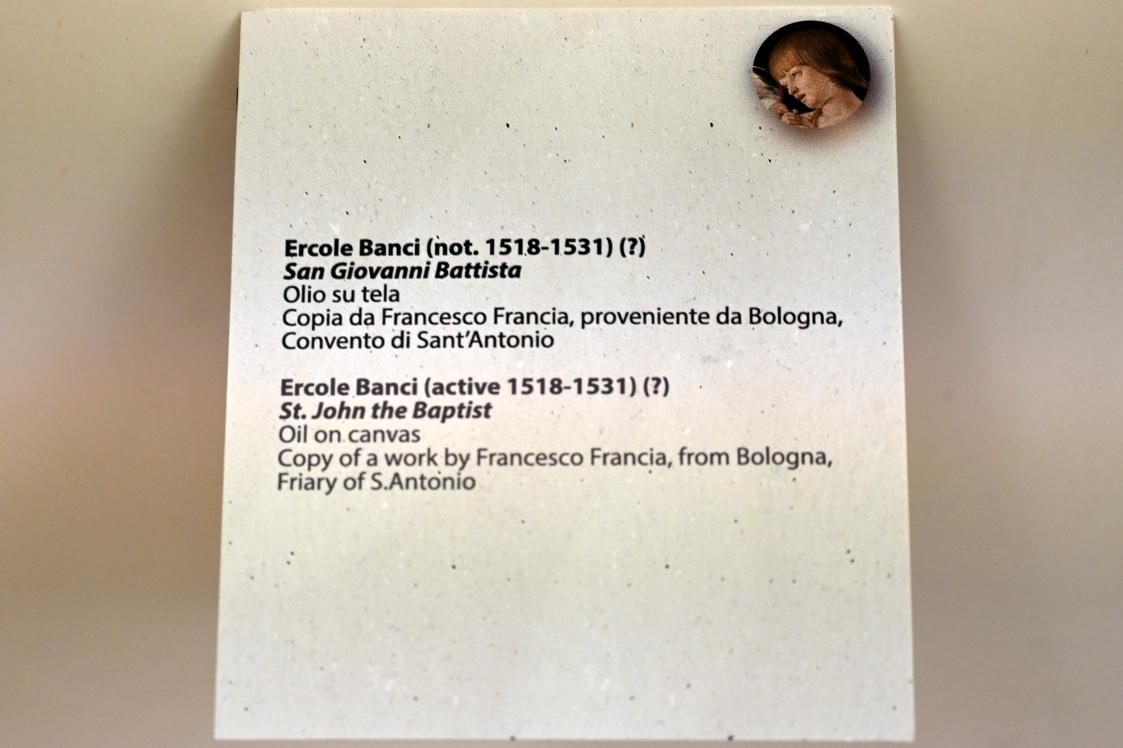 Ercole Banci (not. 1518-1531) (?)
San Giovanni Battista
Olio su tela
Copia da Francesco Francia, proveniente da Bologna,
Convento di Sant’Antonio
Ercole Banci (active 1518-1531) (?)
St. John the Baptist
Oil on canvas
Copy of a work by Francesco Francia, from Bologna,
Friary of S.Antonio